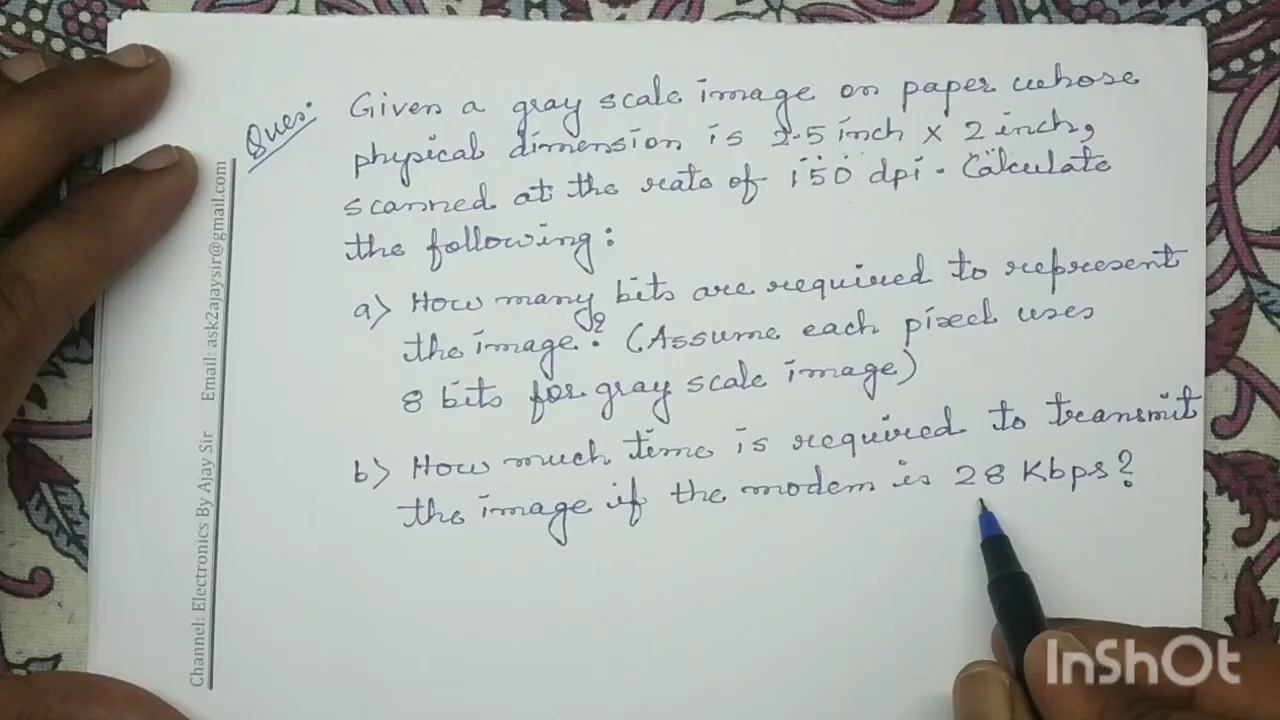 Ques:
Given a gray scale image on paper whose
physical dimension is 2.5 inch × 2 inch,
scanned at the rate of 150 dpi. Calculate
the following:
a) How many bits are required to represent
the image? (Assume each pixel uses
8 bits for gray scale image)
b) How much time is required to transmit
the image if the modem is 28 Kbps?
Channel: Electronics By Ajay Sir Email: ask2ajaysir@gmail.com
InShOt